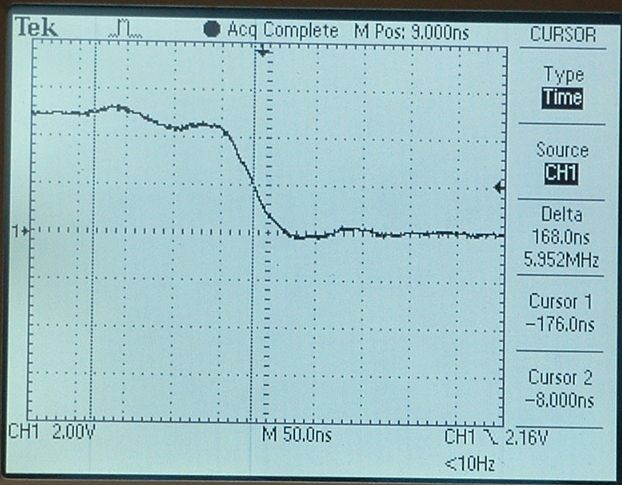 Tek Acq Complete M Pos: 9.000ns CURSOR
Type
Time
Source
CH1
Delta
168.0ns
5.952MHz
1
Cursor 1
-176.0ns
Cursor 2
-8.000ns
CH1 2.00V M 50.0ns CH1 2.16V
<10Hz